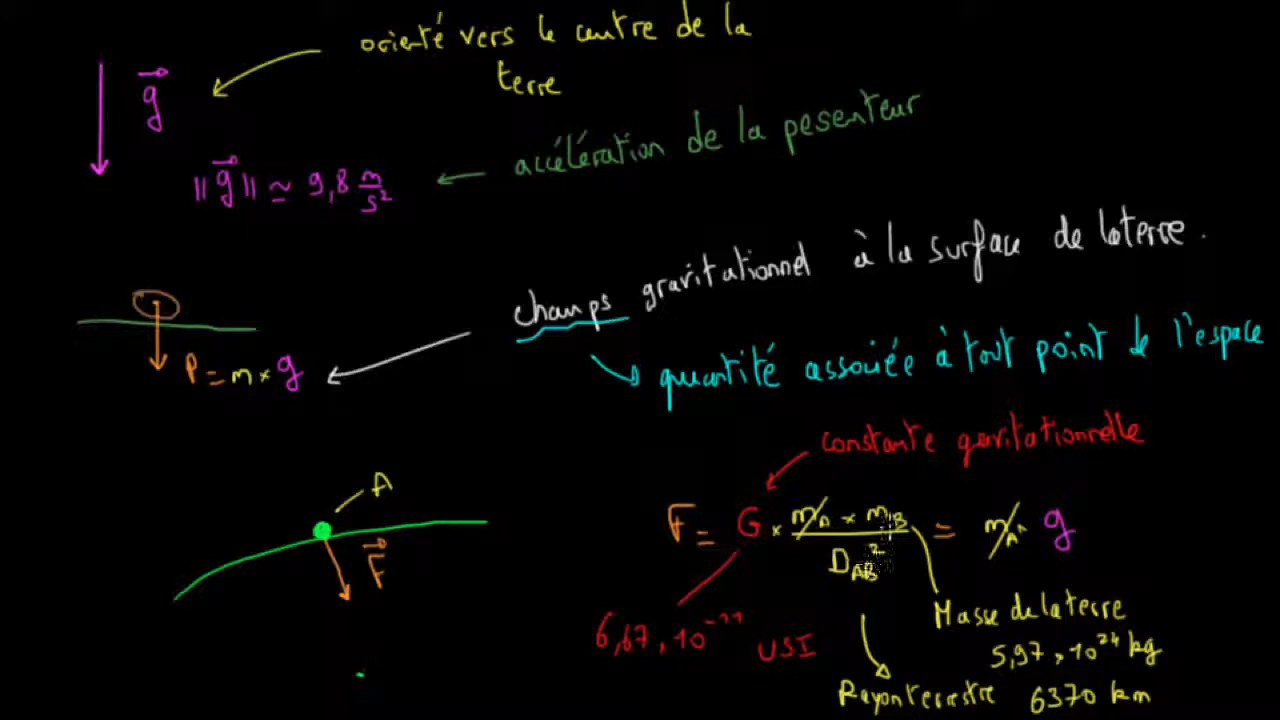 orienté vers le centre de la
terre
g
accélération de la pesenteur
||g|| ≃ 9,8 m/s²
champs gravitationnel à la surface de la terre.
P = m × g
quantité associée à tout point de l'espace
constante gravitationnelle
A
F = G × mA × mB / DAB² = mA × g
F
Masse de la terre
6,67 . 10⁻¹¹ USI
5,97 . 10²⁴ kg
Rayon terrestre 6370 km